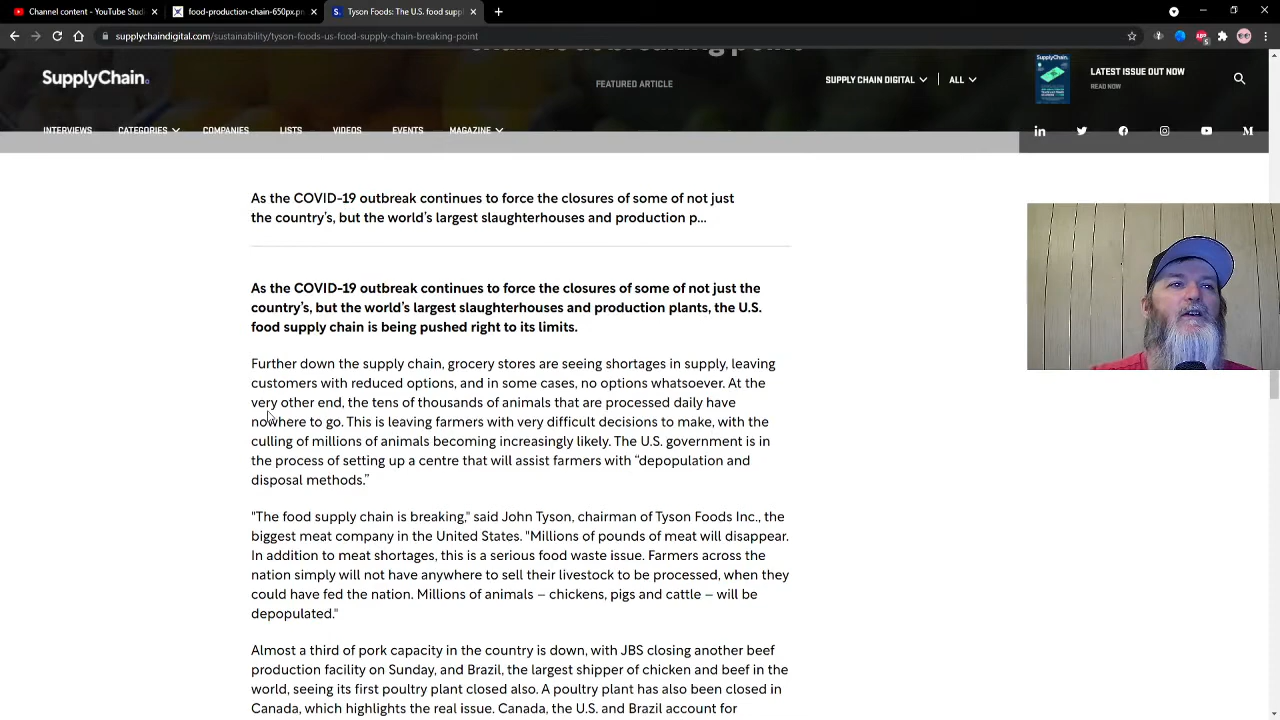 Channel content - YouTube Studi
food-production-chain-650px.pn
Tyson Foods: The U.S. food suppl
supplychaindigital.com/sustainability/tyson-foods-us-food-supply-chain-breaking-point
SupplyChain.
FEATURED ARTICLE
SUPPLY CHAIN DIGITAL
ALL
SupplyChain.
LATEST ISSUE OUT NOW
READ NOW
INTERVIEWS CATEGORIES COMPANIES LISTS VIDEOS EVENTS MAGAZINE
As the COVID-19 outbreak continues to force the closures of some of not just
the country's, but the world's largest slaughterhouses and production p...
As the COVID-19 outbreak continues to force the closures of some of not just the
country's, but the world's largest slaughterhouses and production plants, the U.S.
food supply chain is being pushed right to its limits.
Further down the supply chain, grocery stores are seeing shortages in supply, leaving
customers with reduced options, and in some cases, no options whatsoever. At the
very other end, the tens of thousands of animals that are processed daily have
nowhere to go. This is leaving farmers with very difficult decisions to make, with the
culling of millions of animals becoming increasingly likely. The U.S. government is in
the process of setting up a centre that will assist farmers with “depopulation and
disposal methods.”
"The food supply chain is breaking," said John Tyson, chairman of Tyson Foods Inc., the
biggest meat company in the United States. "Millions of pounds of meat will disappear.
In addition to meat shortages, this is a serious food waste issue. Farmers across the
nation simply will not have anywhere to sell their livestock to be processed, when they
could have fed the nation. Millions of animals – chickens, pigs and cattle – will be
depopulated."
Almost a third of pork capacity in the country is down, with JBS closing another beef
production facility on Sunday, and Brazil, the largest shipper of chicken and beef in the
world, seeing its first poultry plant closed also. A poultry plant has also been closed in
Canada, which highlights the real issue. Canada, the U.S. and Brazil account for